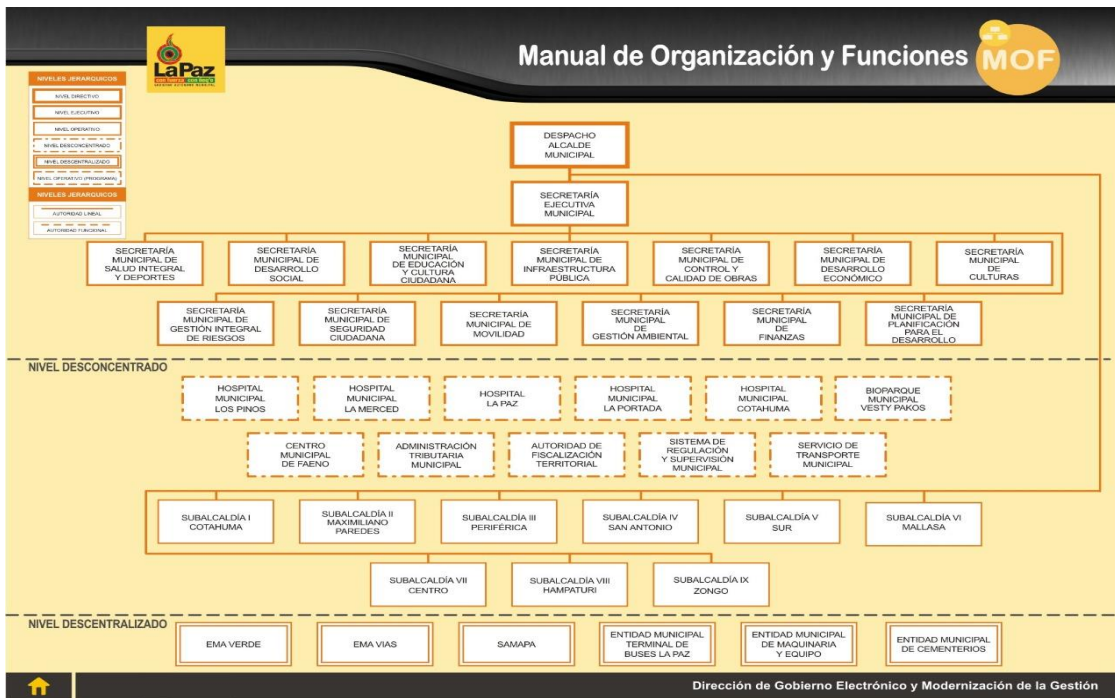 Manual de Organización y Funciones
MOF
LaPaz
con fuerza con ñeq'e
NIVELES JERARQUICOS
NIVEL DIRECTIVO
NIVEL EJECUTIVO
NIVEL OPERATIVO
NIVEL DESCONCENTRADO
NIVEL DESCENTRALIZADO
NIVEL OPERATIVO (PROGRAMA)
NIVELES JERARQUICOS
AUTORIDAD LINEAL
AUTORIDAD FUNCIONAL
DESPACHO
ALCALDE
MUNICIPAL
SECRETARÍA
EJECUTIVA
MUNICIPAL
SECRETARÍA
MUNICIPAL DE
SALUD INTEGRAL
Y DEPORTES
SECRETARÍA
MUNICIPAL DE
DESARROLLO
SOCIAL
SECRETARÍA
MUNICIPAL
DE EDUCACIÓN
Y CULTURA
CIUDADANA
SECRETARÍA
MUNICIPAL DE
INFRAESTRUCTURA
PÚBLICA
SECRETARÍA
MUNICIPAL DE
CONTROL Y
CALIDAD DE OBRAS
SECRETARÍA
MUNICIPAL DE
DESARROLLO
ECONÓMICO
SECRETARÍA
MUNICIPAL
DE
CULTURAS
SECRETARÍA
MUNICIPAL DE
GESTIÓN INTEGRAL
DE RIESGOS
SECRETARÍA
MUNICIPAL DE
SEGURIDAD
CIUDADANA
SECRETARÍA
MUNICIPAL DE
MOVILIDAD
SECRETARÍA
MUNICIPAL
DE
GESTIÓN AMBIENTAL
SECRETARÍA
MUNICIPAL
DE
FINANZAS
SECRETARÍA
MUNICIPAL DE
PLANIFICACIÓN
PARA EL
DESARROLLO
NIVEL DESCONCENTRADO
HOSPITAL
MUNICIPAL
LOS PINOS
HOSPITAL
MUNICIPAL
LA MERCED
HOSPITAL
LA PAZ
HOSPITAL
MUNICIPAL
LA PORTADA
HOSPITAL
MUNICIPAL
COTAHUMA
BIOPARQUE
MUNICIPAL
VESTY PAKOS
CENTRO
MUNICIPAL
DE FAENO
ADMINISTRACIÓN
TRIBUTARIA
MUNICIPAL
AUTORIDAD DE
FISCALIZACIÓN
TERRITORIAL
SISTEMA DE
REGULACIÓN
Y SUPERVISIÓN
MUNICIPAL
SERVICIO DE
TRANSPORTE
MUNICIPAL
SUBALCALDÍA I
COTAHUMA
SUBALCALDÍA II
MAXIMILIANO
PAREDES
SUBALCALDÍA III
PERIFÉRICA
SUBALCALDÍA IV
SAN ANTONIO
SUBALCALDÍA V
SUR
SUBALCALDÍA VI
MALLASA
SUBALCALDÍA VII
CENTRO
SUBALCALDÍA VIII
HAMPATURI
SUBALCALDÍA IX
ZONGO
NIVEL DESCENTRALIZADO
EMA VERDE
EMA VIAS
SAMAPA
ENTIDAD MUNICIPAL
TERMINAL DE
BUSES LA PAZ
ENTIDAD MUNICIPAL
DE MAQUINARIA
Y EQUIPO
ENTIDAD MUNICIPAL
DE CEMENTERIOS
Dirección de Gobierno Electrónico y Modernización de la Gestión